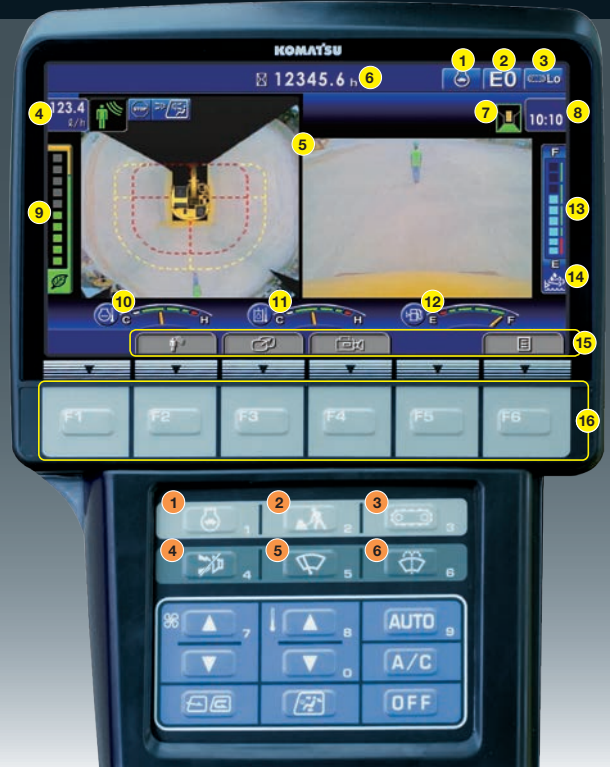 KOMATSU
1 2 3
12345.6 h 6 E0 Lo
4 123.4 ℓ/h STOP 5 7 10:10 8
F
9 13
E
14
10 11 12
C H C H E F
15
F1 F2 F3 F4 F5 F6 16
1 1 2 2 3 3
4 4 5 5 6 6
7 8 AUTO 9
0 A/C
OFF